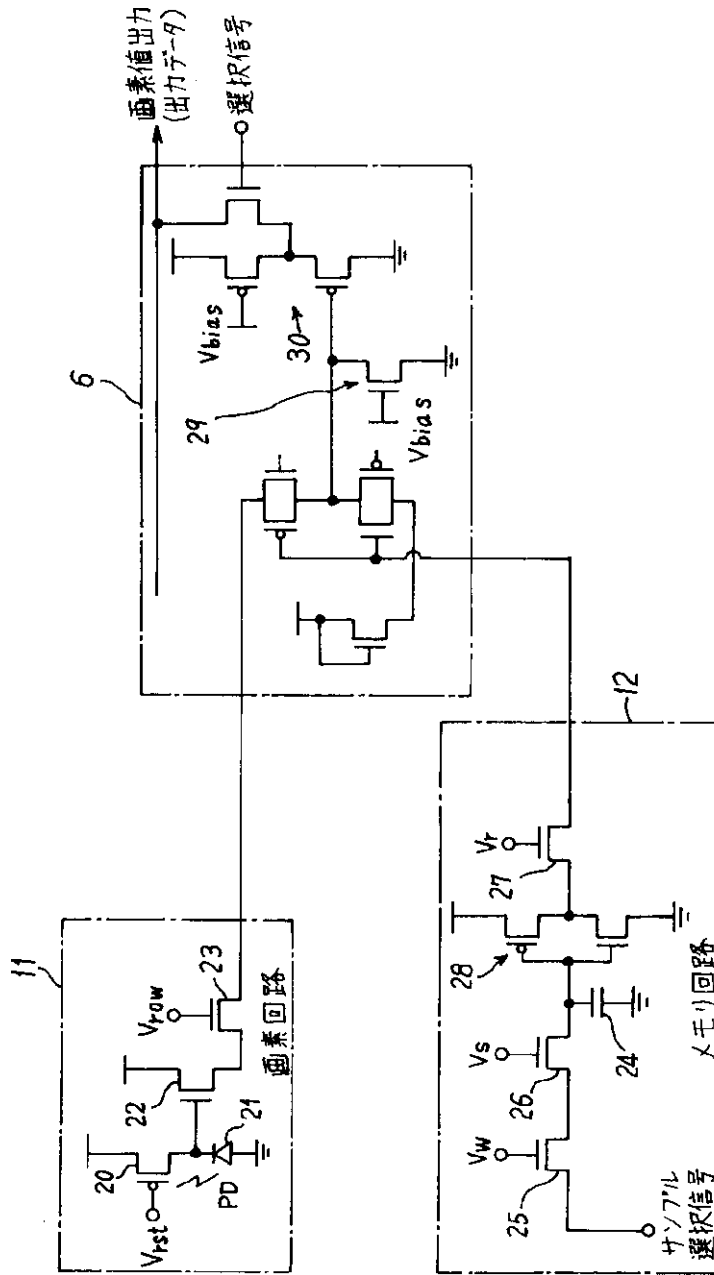 11
Vrst
20
PD
21
22
Vrow
23
画素回路
6
画素値出力
(出力データ)
選択信号
Vbias
30
29
Vbias
12
サンプル
選択信号
Vw
25
Vs
26
24
28
Vr
27
メモリ回路